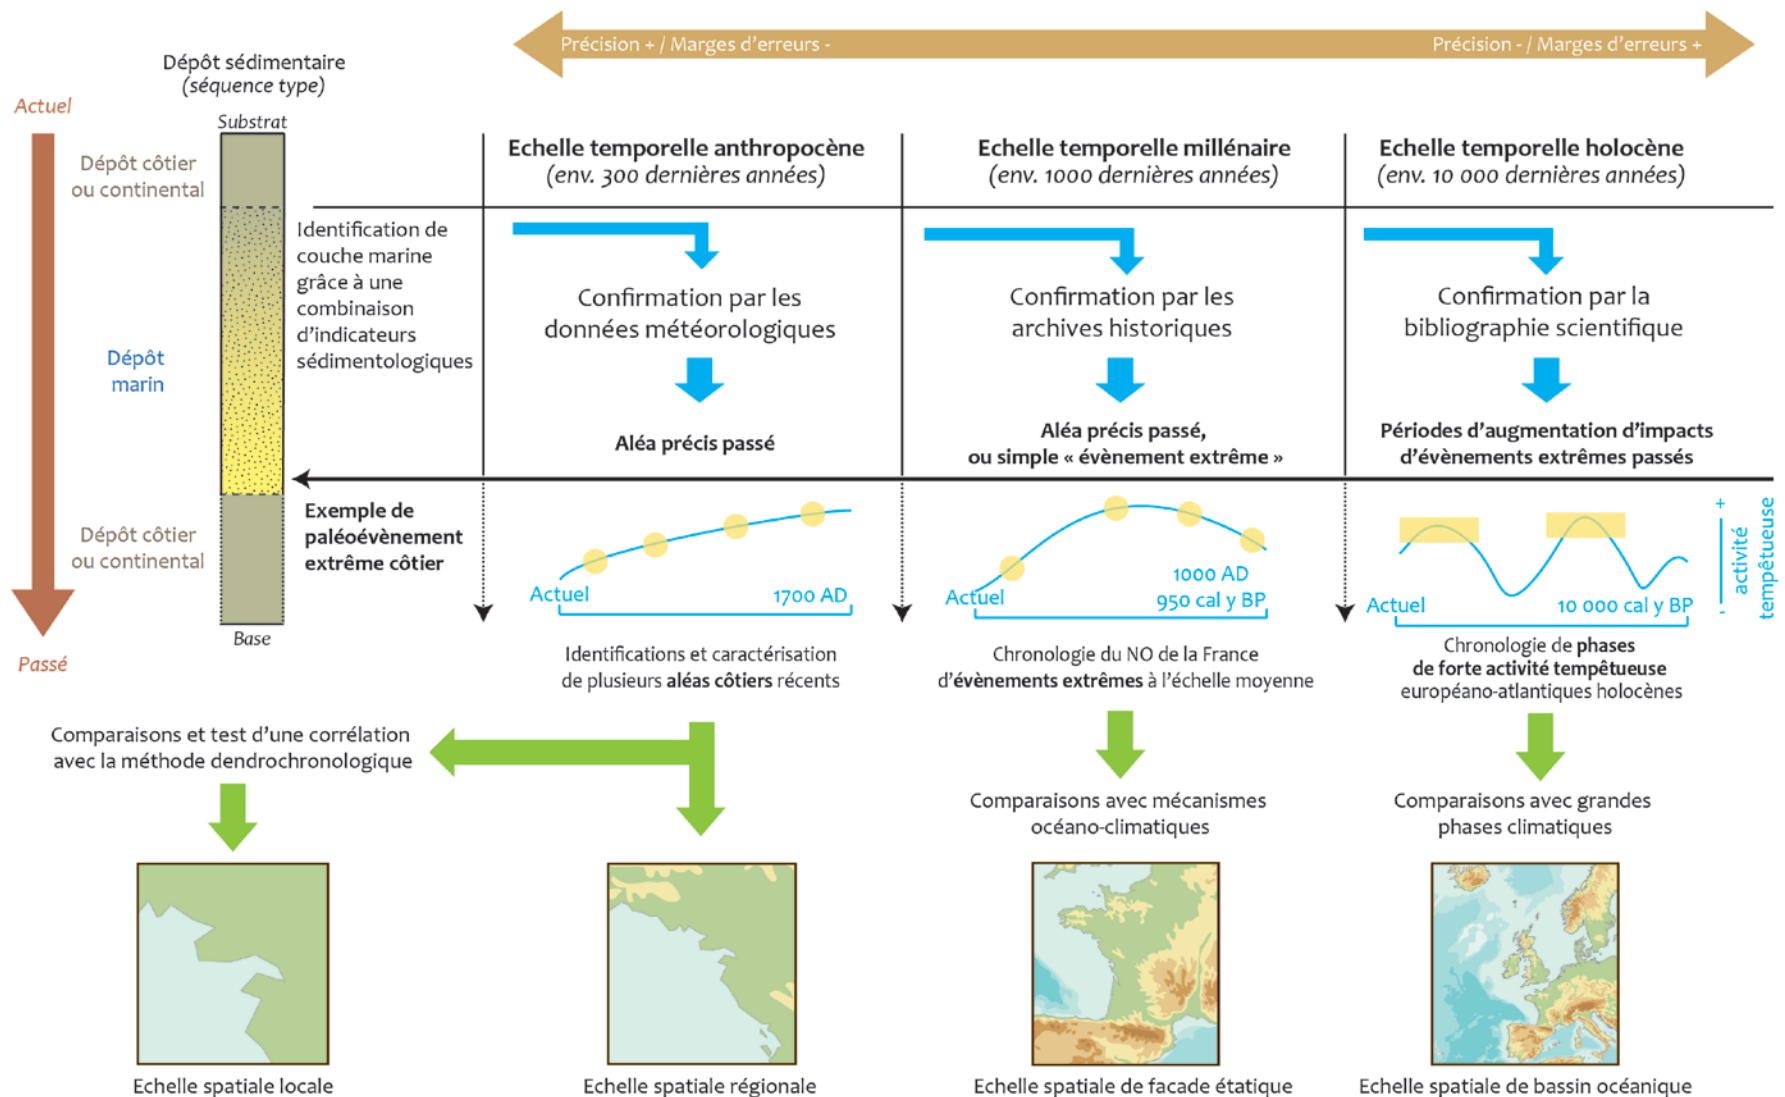 Précision + / Marges d'erreurs -
Précision - / Marges d'erreurs +
Dépôt sédimentaire
(séquence type)
Actuel
Substrat
Dépôt côtier
ou continental
Dépôt
marin
Dépôt côtier
ou continental
Base
Passé
Identification de
couche marine
grâce à une
combinaison
d'indicateurs
sédimentologiques
Exemple de
paléoévènement
extrême côtier
Echelle temporelle anthropocène
(env. 300 dernières années)
Confirmation par les
données météorologiques
Aléa précis passé
Actuel
1700 AD
Identifications et caractérisation
de plusieurs aléas côtiers récents
Echelle temporelle millénaire
(env. 1000 dernières années)
Confirmation par les
archives historiques
Aléa précis passé,
ou simple « évènement extrême »
Actuel
1000 AD
950 cal y BP
Chronologie du NO de la France
d'évènements extrêmes à l'échelle moyenne
Echelle temporelle holocène
(env. 10 000 dernières années)
Confirmation par la
bibliographie scientifique
Périodes d'augmentation d'impacts
d'évènements extrêmes passés
Actuel
10 000 cal y BP
+
-
activité
tempêtueuse
Chronologie de phases
de forte activité tempêtueuse
européano-atlantiques holocènes
Comparaisons et test d'une corrélation
avec la méthode dendrochronologique
Comparaisons avec mécanismes
océano-climatiques
Comparaisons avec grandes
phases climatiques
Echelle spatiale locale
Echelle spatiale régionale
Echelle spatiale de facade étatique
Echelle spatiale de bassin océanique